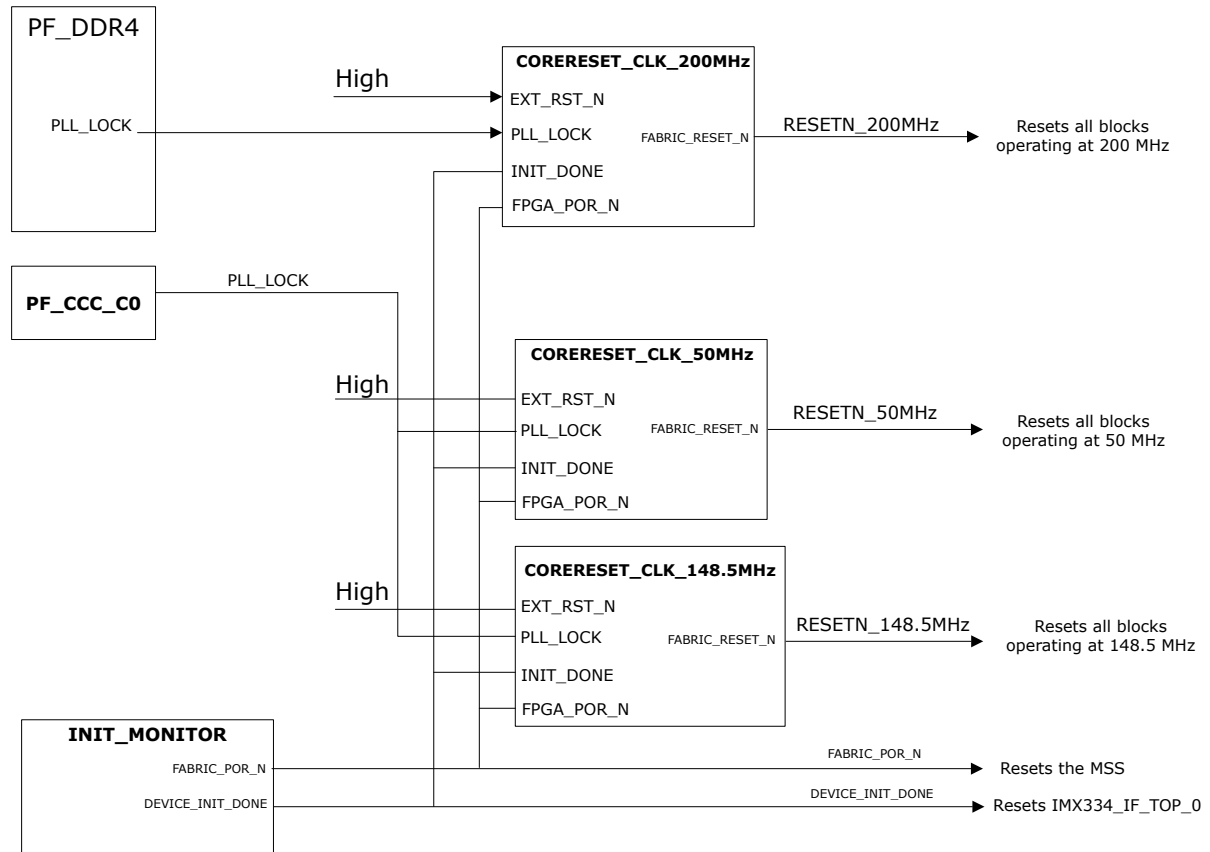 PF_DDR4
PLL_LOCK
High
CORERESET_CLK_200MHz
EXT_RST_N
PLL_LOCK
FABRIC_RESET_N
INIT_DONE
FPGA_POR_N
RESETN_200MHz
Resets all blocks
operating at 200 MHz
PF_CCC_C0
PLL_LOCK
High
CORERESET_CLK_50MHz
EXT_RST_N
PLL_LOCK
FABRIC_RESET_N
INIT_DONE
FPGA_POR_N
RESETN_50MHz
Resets all blocks
operating at 50 MHz
High
CORERESET_CLK_148.5MHz
EXT_RST_N
PLL_LOCK
FABRIC_RESET_N
INIT_DONE
FPGA_POR_N
RESETN_148.5MHz
Resets all blocks
operating at 148.5 MHz
INIT_MONITOR
FABRIC_POR_N
DEVICE_INIT_DONE
FABRIC_POR_N
Resets the MSS
DEVICE_INIT_DONE
Resets IMX334_IF_TOP_0